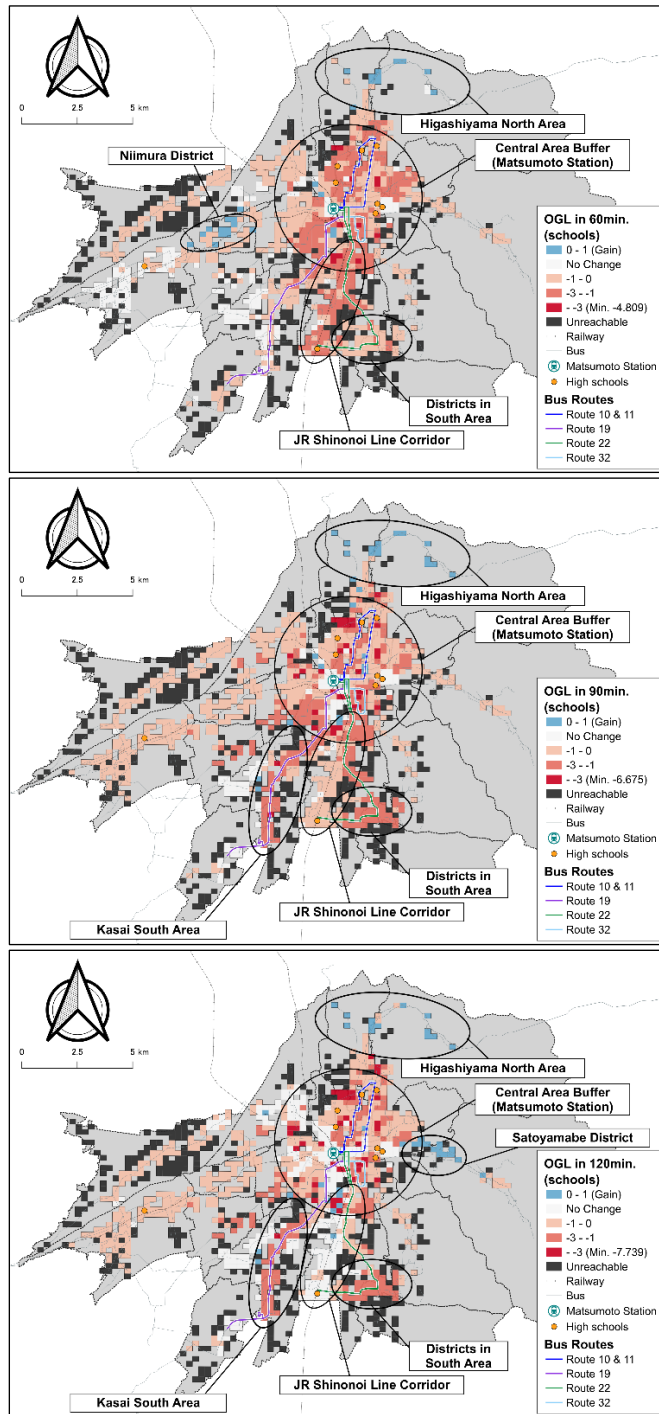 0
2.5
5 km
Higashiyama North Area
Niimura District
Central Area Buffer
(Matsumoto Station)
OGL in 60min.
(schools)
0 - 1 (Gain)
No Change
-1 - 0
-3 - -1
- -3 (Min. -4.809)
Unreachable
Railway
Bus
Matsumoto Station
High schools
Bus Routes
Route 10 & 11
Route 19
Route 22
Route 32
Districts in
South Area
JR Shinonoi Line Corridor
0
2.5
5 km
Higashiyama North Area
Central Area Buffer
(Matsumoto Station)
OGL in 90min.
(schools)
0 - 1 (Gain)
No Change
-1 - 0
-3 - -1
- -3 (Min. -6.675)
Unreachable
Railway
Bus
Matsumoto Station
High schools
Bus Routes
Route 10 & 11
Route 19
Route 22
Route 32
Districts in
South Area
JR Shinonoi Line Corridor
Kasai South Area
0
2.5
5 km
Higashiyama North Area
Central Area Buffer
(Matsumoto Station)
Satoyamabe District
OGL in 120min.
(schools)
0 - 1 (Gain)
No Change
-1 - 0
-3 - -1
- -3 (Min. -7.739)
Unreachable
Railway
Bus
Matsumoto Station
High schools
Bus Routes
Route 10 & 11
Route 19
Route 22
Route 32
Districts in
South Area
JR Shinonoi Line Corridor
Kasai South Area